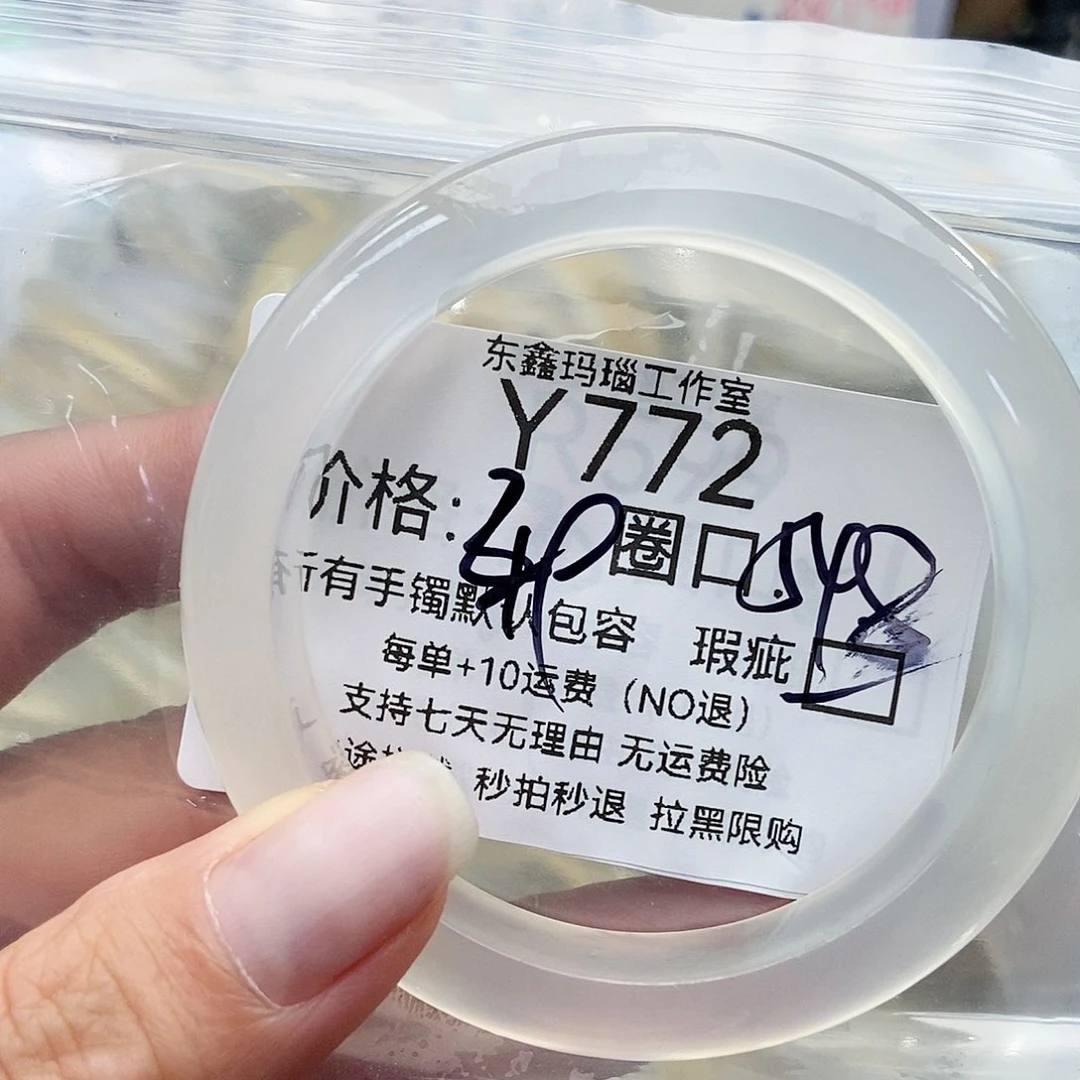 东鑫玛瑙工作室
Y772
价格: 圈口.548
所有手镯默认包容 瑕疵
每单+10运费（NO退）
支持七天无理由 无运费险
秒拍秒退 拉黑限购